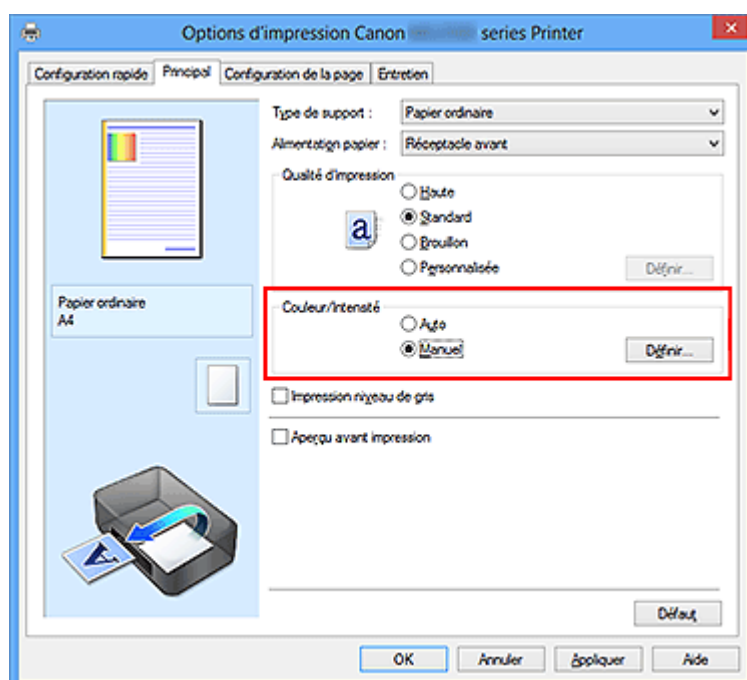 Options d'impression Canon series Printer
Configuration rapide Principal Configuration de la page Entretien
Type de support : Papier ordinaire
Alimentation papier : Réceptacle avant
Qualité d'impression
Haute
Standard
a
Brouillon
Personnalisée Définir...
Papier ordinaire
A4
Couleur/Intensité
Auto
Manuel Définir...
Impression niveau de gris
Aperçu avant impression
A
Défaut
OK Annuler Appliquer Aide